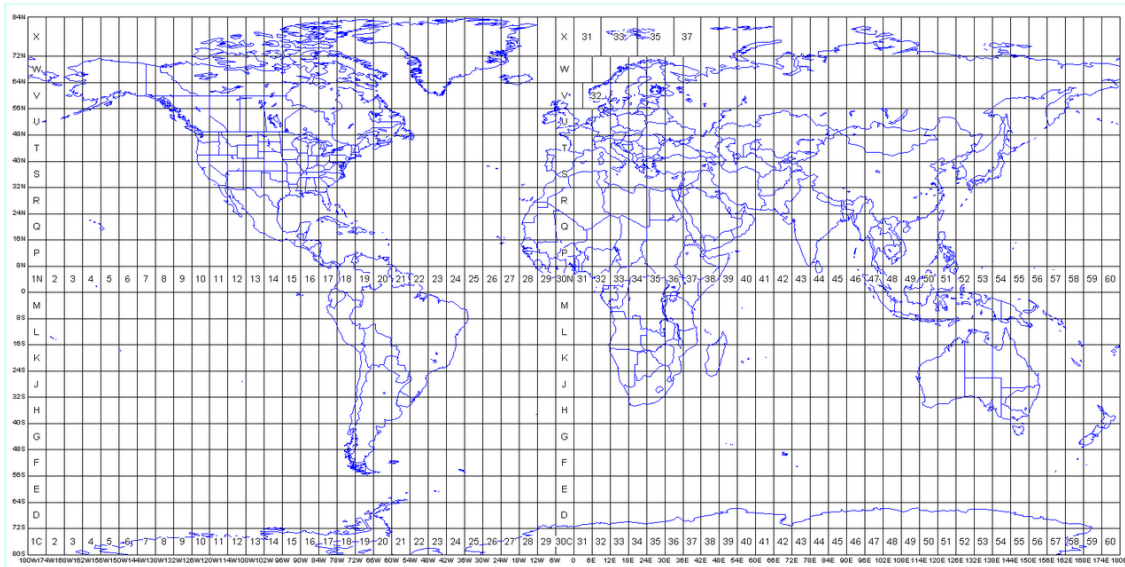 84N
X X 31 33 35 37
72N
W W
64N
V V 32
56N
U U
48N
T T
40N
S S
32N
R R
24N
Q Q
16N
P P
8N
1N 2 3 4 5 6 7 8 9 10 11 12 13 14 15 16 17 18 19 20 21 22 23 24 25 26 27 28 29 30N 31 32 33 34 35 36 37 38 39 40 41 42 43 44 45 46 47 48 49 50 51 52 53 54 55 56 57 58 59 60
0
M M
8S
L L
16S
K K
24S
J J
32S
H H
40S
G G
48S
F F
56S
E E
64S
D D
72S
1C 2 3 4 5 6 7 8 9 10 11 12 13 14 15 16 17 18 19 20 21 26 27 28 29 30C 31 32 33 34 35 36 37 38 39 40 41 42 43 44 45 46 47 48 49 50 51 52 53 54 55 56 57 58 59 60
80S
180W 174W 168W 162W 156W 150W 144W 138W 132W 126W 120W 114W 108W 102W 96W 90W 84W 78W 72W 66W 60W 54W 48W 42W 36W 30W 24W 18W 12W 6W 0 6E 12E 18E 24E 30E 36E 42E 48E 54E 60E 66E 72E 78E 84E 90E 96E 102E 108E 114E 120E 126E 132E 138E 144E 150E 156E 162E 168E 174E 180E